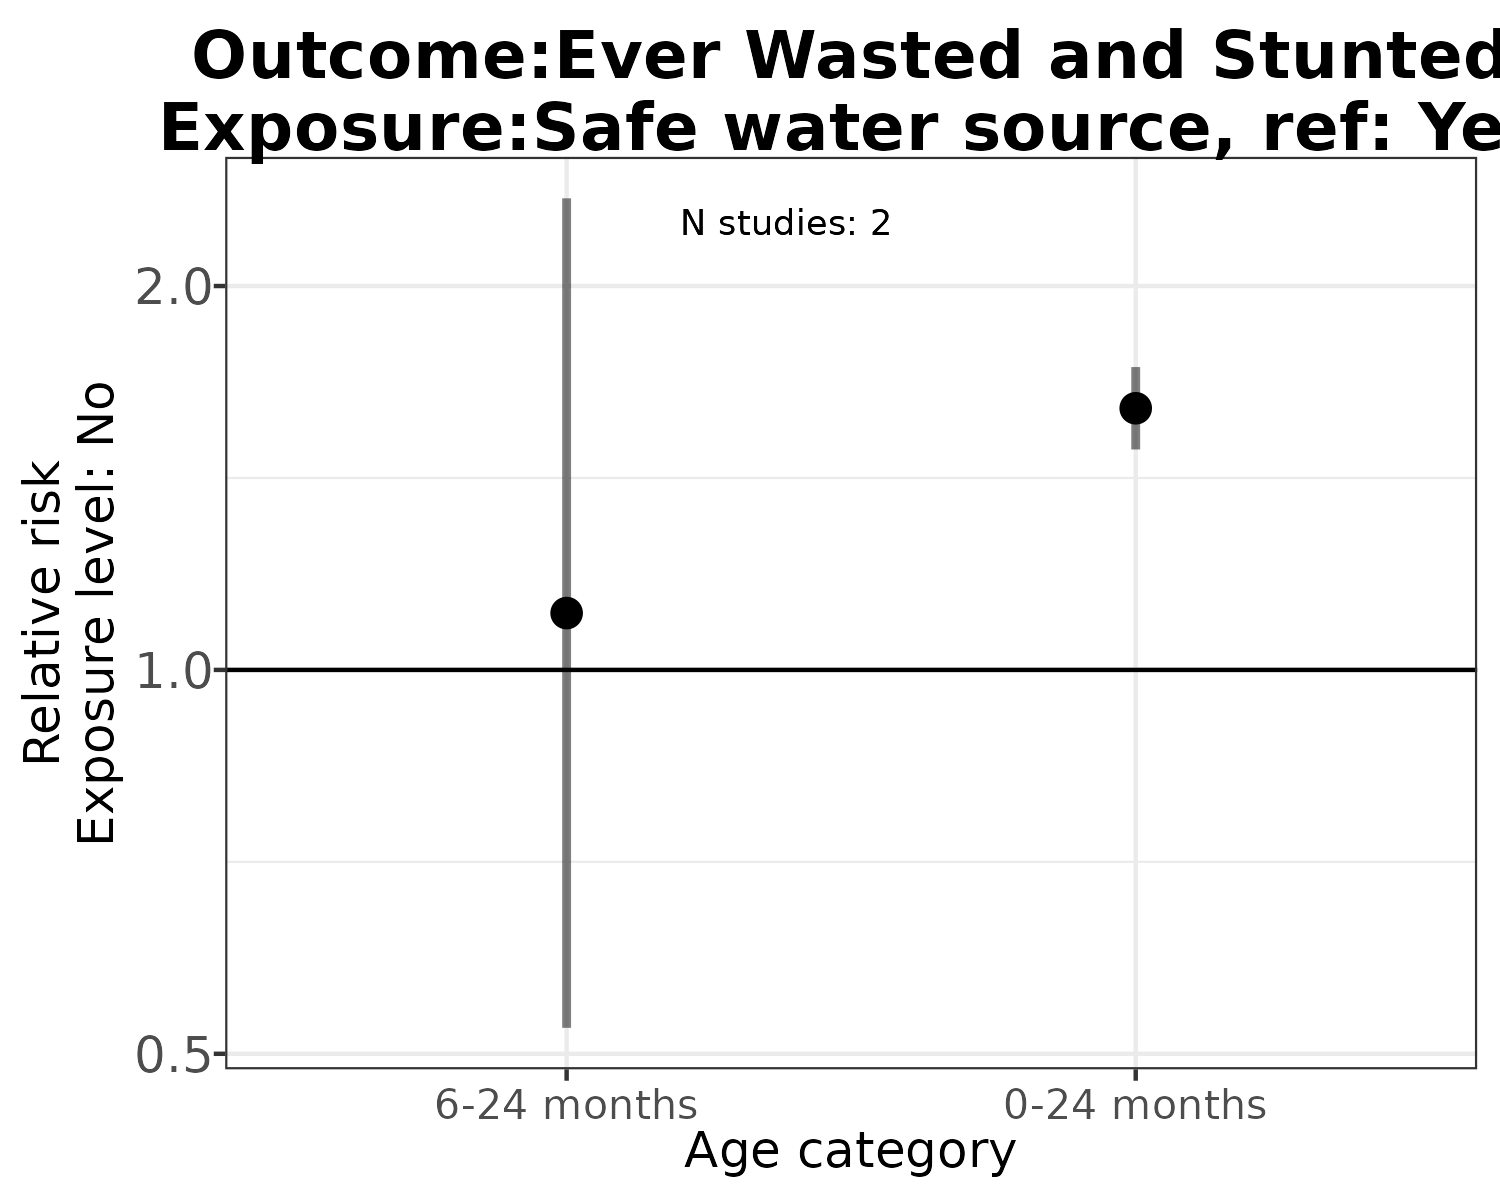 Outcome:Ever Wasted and Stunted
Exposure:Safe water source, ref: Ye
N studies: 2
Relative risk
Exposure level: No
2.0
1.0
0.5
6-24 months
0-24 months
Age category